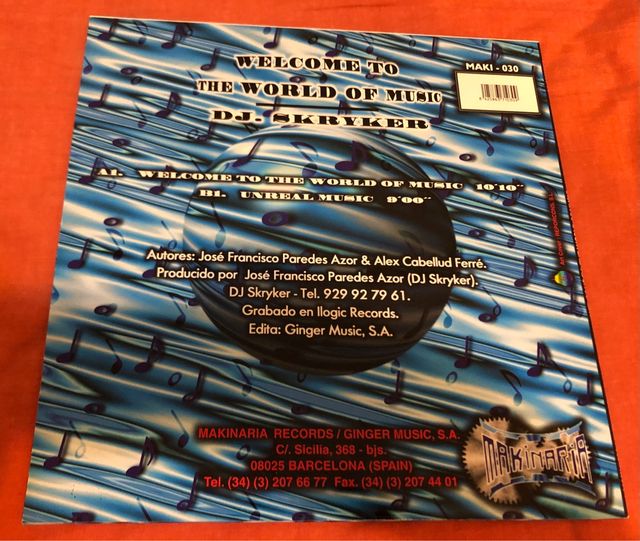 WELCOME TO
THE WORLD OF MUSIC
DJ. SKRYKER
MAKI - 030
A1. WELCOME TO THE WORLD OF MUSIC 10'10''
B1. UNREAL MUSIC 9'00''
Autores: José Francisco Paredes Azor & Alex Cabellud Ferré.
Producido por José Francisco Paredes Azor (DJ Skryker).
DJ Skryker - Tel. 929 92 79 61.
Grabado en Ilogic Records.
Edita: Ginger Music, S.A.
MAKINARIA RECORDS / GINGER MUSIC, S.A.
C/. Sicilia, 368 - bjs.
08025 BARCELONA (SPAIN)
Tel. (34) (3) 207 66 77 Fax. (34) (3) 207 44 01
MAKINARIA